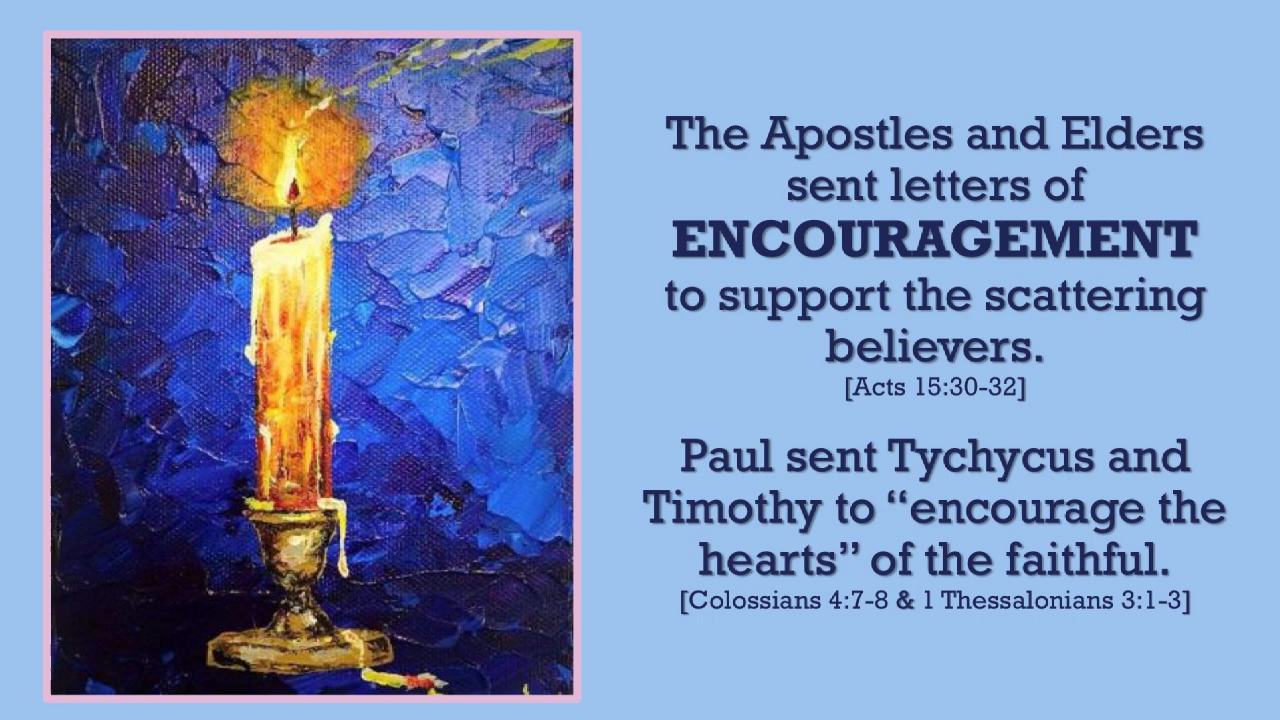 The Apostles and Elders
sent letters of
ENCOURAGEMENT
to support the scattering
believers.
[Acts 15:30-32]
Paul sent Tychycus and
Timothy to “encourage the
hearts” of the faithful.
[Colossians 4:7-8 & 1 Thessalonians 3:1-3]